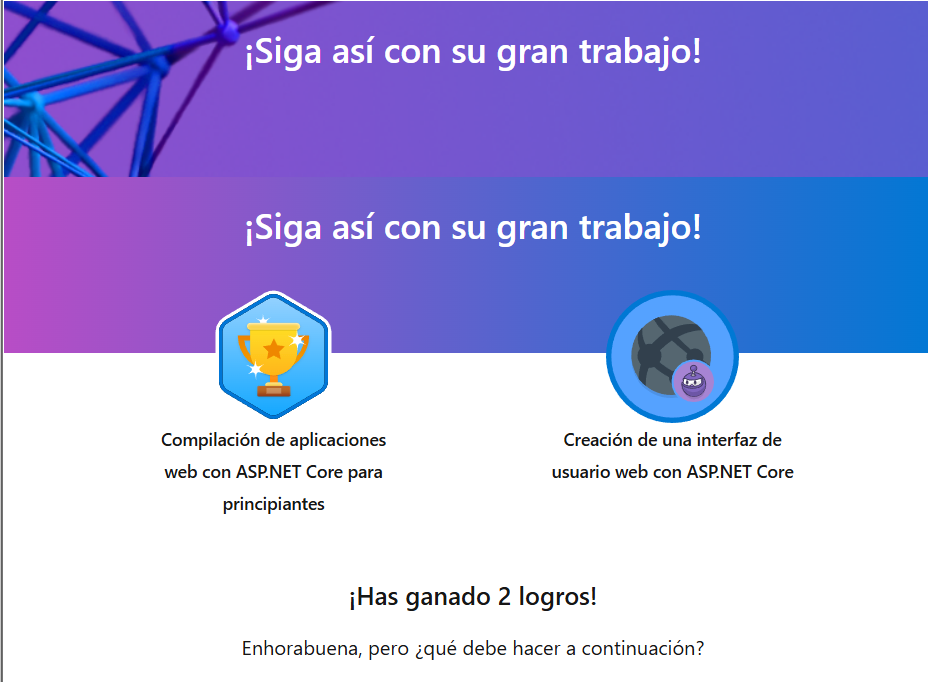 ¡Siga así con su gran trabajo!
¡Siga así con su gran trabajo!
Compilación de aplicaciones
web con ASP.NET Core para
principiantes
Creación de una interfaz de
usuario web con ASP.NET Core
¡Has ganado 2 logros!
Enhorabuena, pero ¿qué debe hacer a continuación?